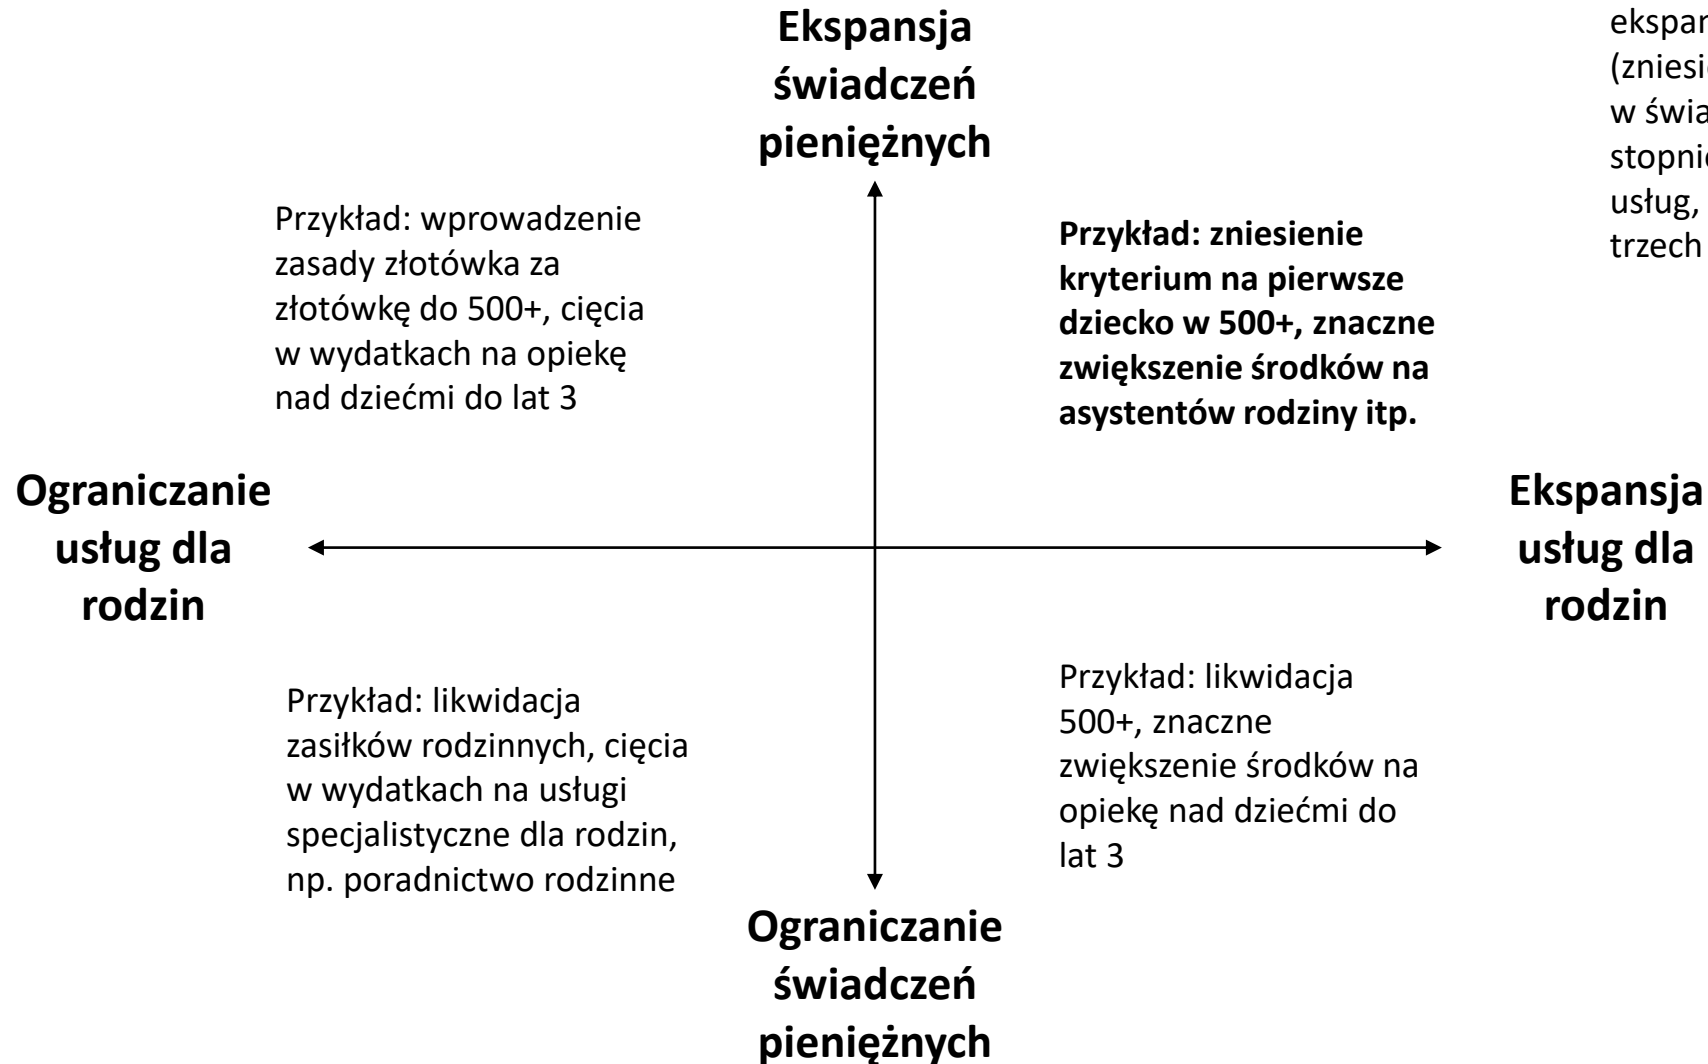 Ekspansja
świadczeń
pieniężnych
w świa
usług,
trzech
Przykład: wprowadzenie
zasady złotówka za
złotówkę do 500+, cięcia
w wydatkach na opiekę
nad dziećmi do lat 3
Przykład: zniesienie
kryterium na pierwsze
dziecko w 500+, znaczne
zwiększenie środków na
asystentów rodziny itp.
Ograniczanie
usług dla
rodzin
Ekspansja
usług dla
rodzin
Przykład: likwidacja
zasiłków rodzinnych, cięcia
w wydatkach na usługi
specjalistyczne dla rodzin,
np. poradnictwo rodzinne
Przykład: likwidacja
500+, znaczne
zwiększenie środków na
opiekę nad dziećmi do
lat 3
Ograniczanie
świadczeń
pieniężnych